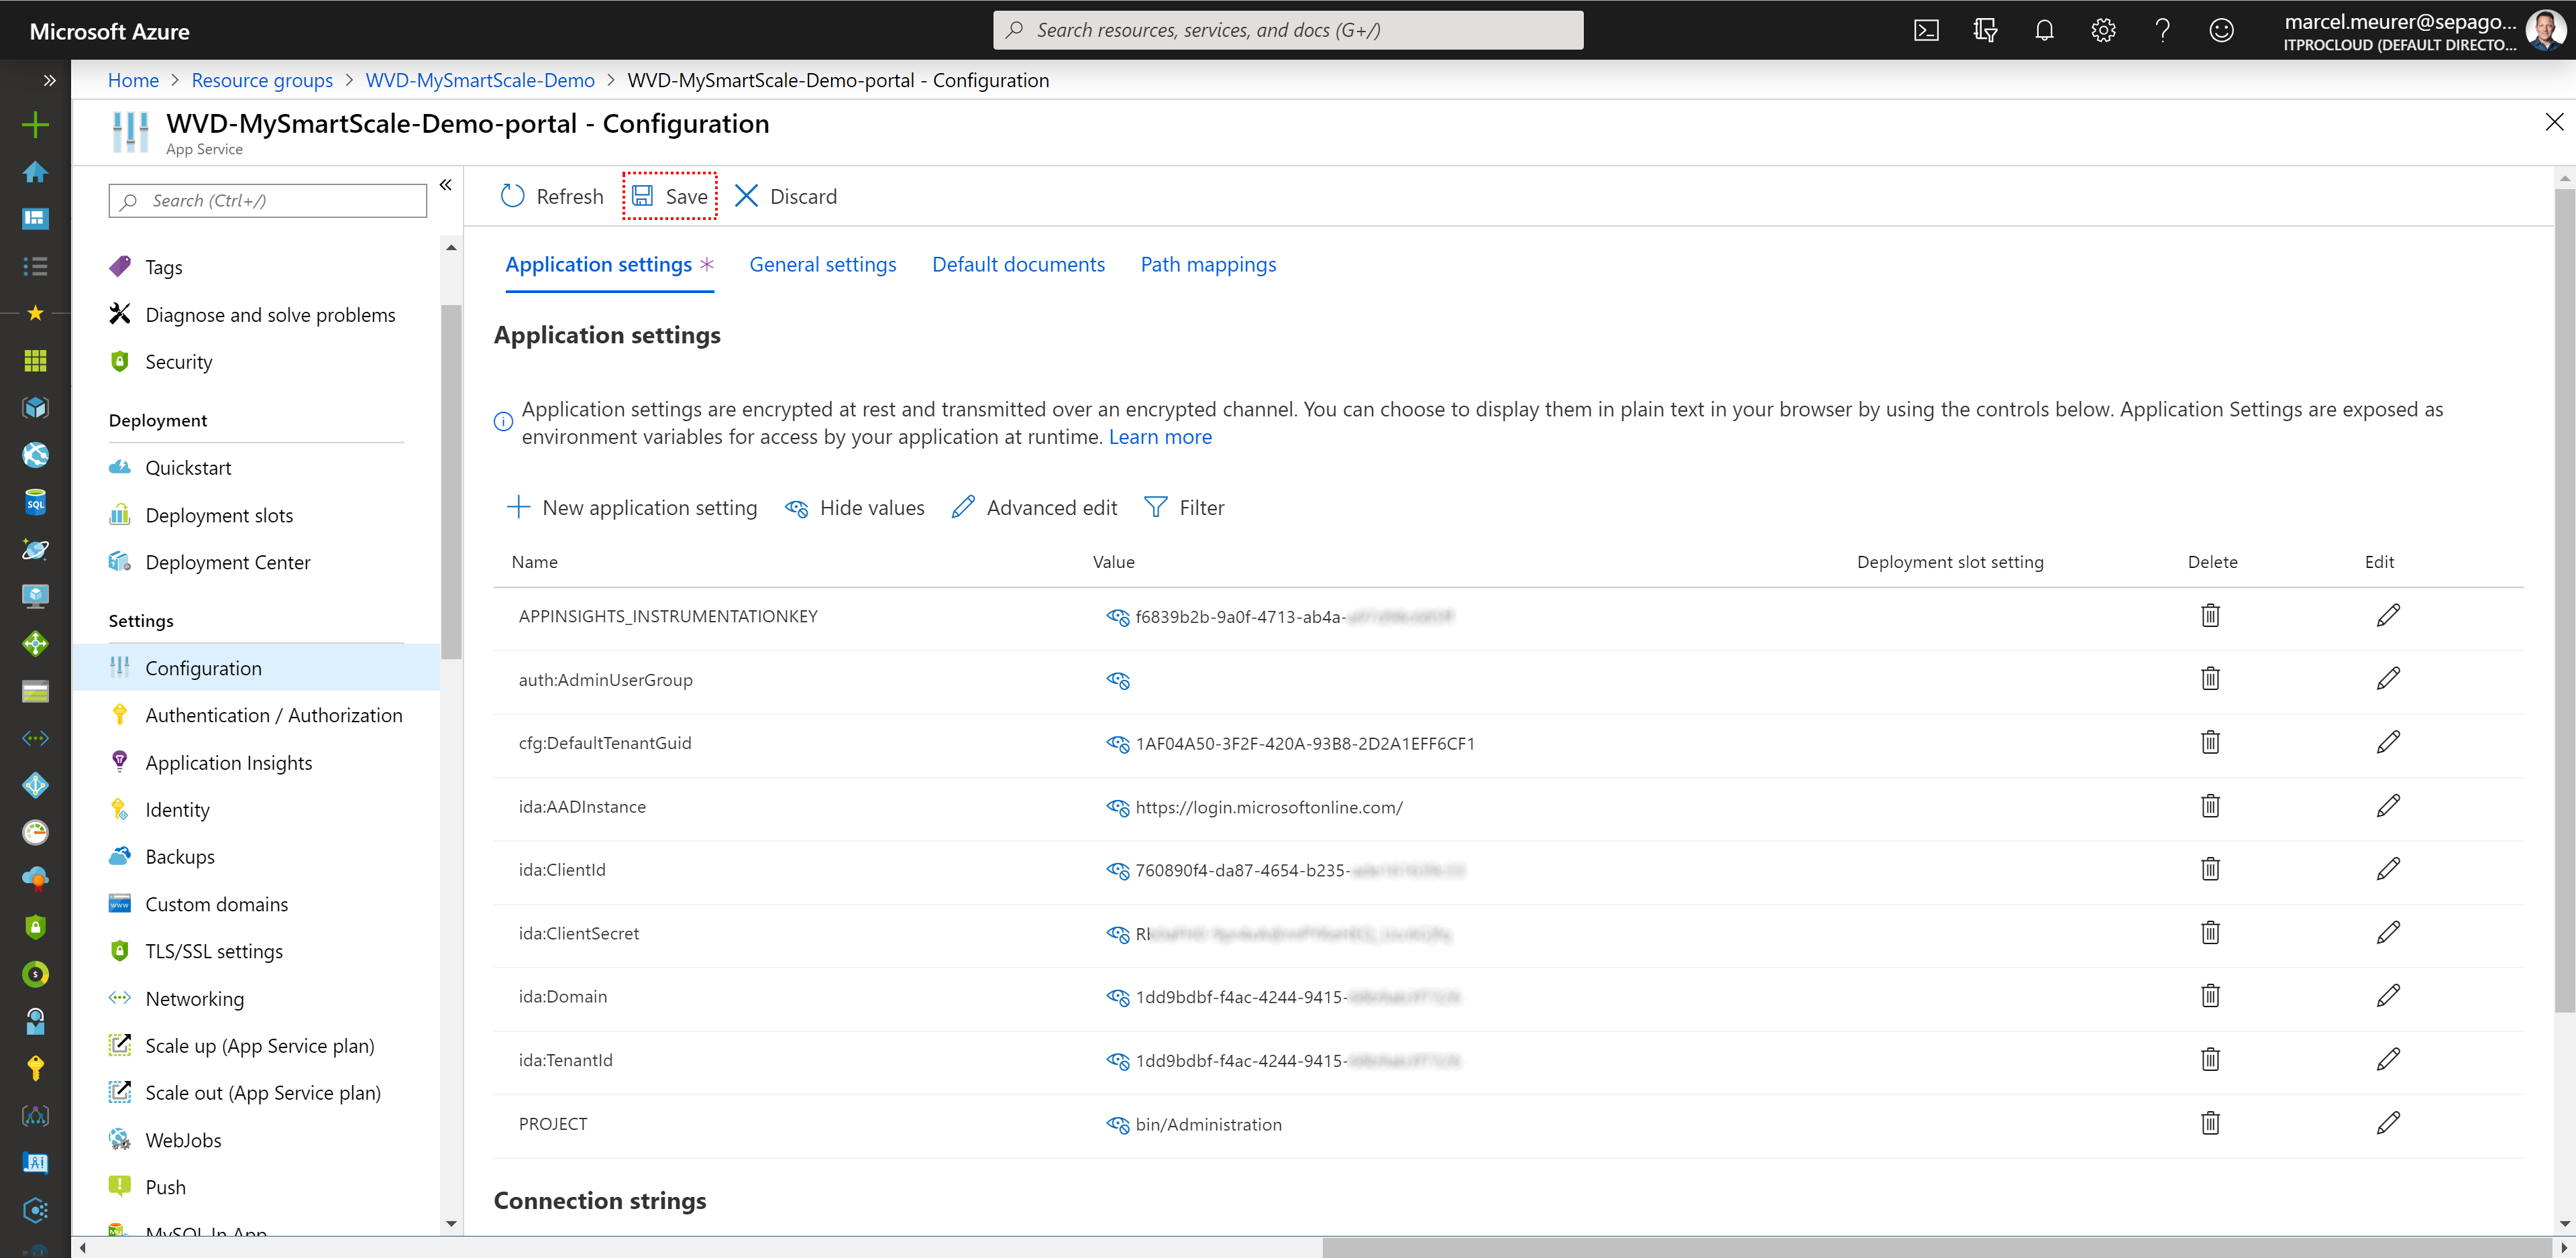 Microsoft Azure
Search resources, services, and docs (G+/)
marcel.meurer@sepago...
ITPROCLOUD (DEFAULT DIRECTO...
Home > Resource groups > WVD-MySmartScale-Demo > WVD-MySmartScale-Demo-portal - Configuration
WVD-MySmartScale-Demo-portal - Configuration
App Service
Search (Ctrl+/)
Tags
Diagnose and solve problems
Security
Deployment
Quickstart
Deployment slots
Deployment Center
Settings
Configuration
Authentication / Authorization
Application Insights
Identity
Backups
Custom domains
TLS/SSL settings
Networking
Scale up (App Service plan)
Scale out (App Service plan)
WebJobs
Push
MySQL In App
Refresh Save Discard
Application settings * General settings Default documents Path mappings
Application settings
Application settings are encrypted at rest and transmitted over an encrypted channel. You can choose to display them in plain text in your browser by using the controls below. Application Settings are exposed as
environment variables for access by your application at runtime. Learn more
New application setting Hide values Advanced edit Filter
Name Value Deployment slot setting Delete Edit
APPINSIGHTS_INSTRUMENTATIONKEY f6839b2b-9a0f-4713-ab4a-
auth:AdminUserGroup
cfg:DefaultTenantGuid 1AF04A50-3F2F-420A-93B8-2D2A1EFF6CF1
ida:AADInstance https://login.microsoftonline.com/
ida:ClientId 760890f4-da87-4654-b235-
ida:ClientSecret
ida:Domain 1dd9bdbf-f4ac-4244-9415-
ida:TenantId 1dd9bdbf-f4ac-4244-9415-
PROJECT bin/Administration
Connection strings